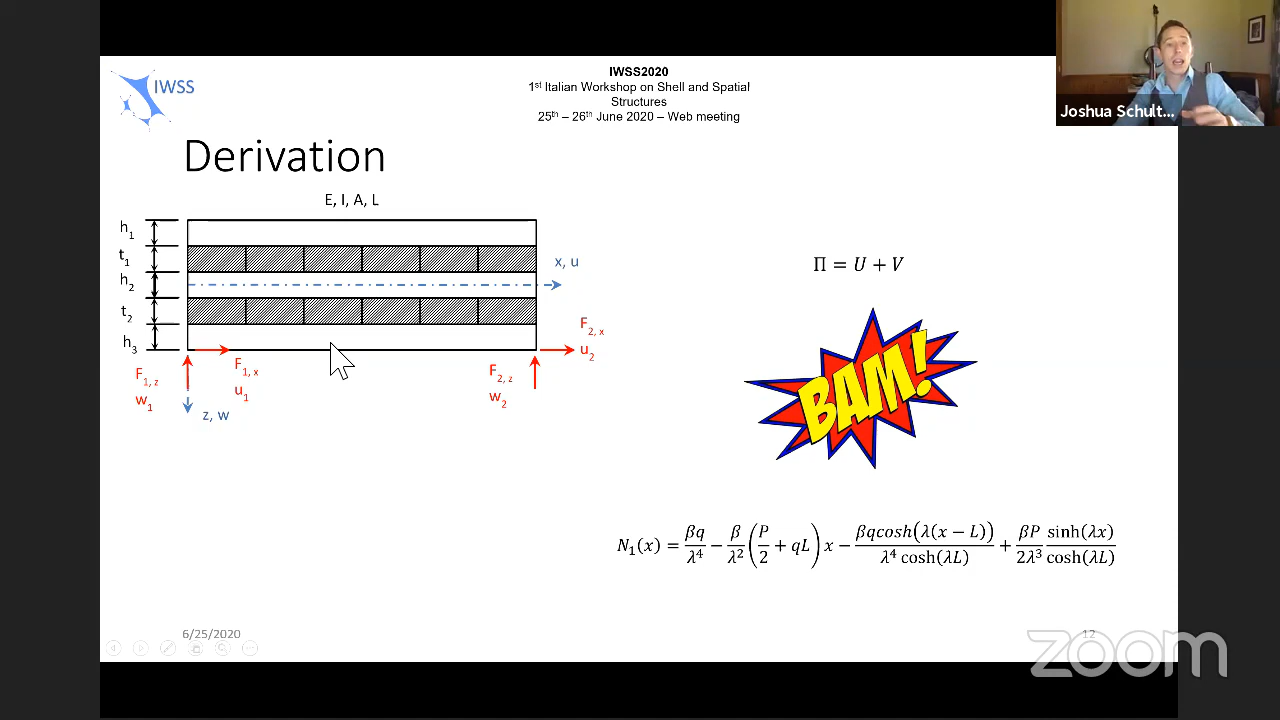 IWSS
IWSS2020
1st Italian Workshop on Shell and Spatial
Structures
25th – 26th June 2020 – Web meeting
Joshua Schult...
Derivation
E, I, A, L
h1
t1
h2
t2
h3
x, u
F1,z
w1
F1,x
u1
z, w
F2,z
w2
F2,x
u2
Π = U + V
BAM!
N1(x) = βq/λ⁴ − β/λ² (P/2 + qL) x − βqcosh(λ(x − L))/λ⁴ cosh(λL) + βP/2λ³ sinh(λx)/cosh(λL)
6/25/2020
12
zoom